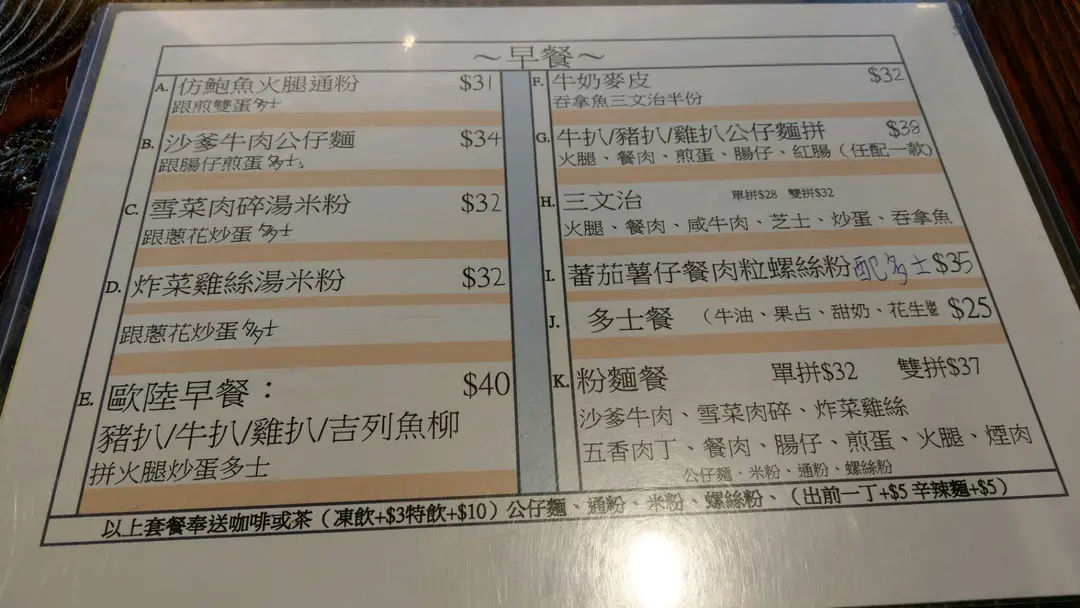 ～早餐～
A. 仿鮑魚火腿通粉 $31
跟煎雙蛋多士
B. 沙爹牛肉公仔麵 $34
跟腸仔煎蛋多士
C. 雪菜肉碎湯米粉 $32
跟蔥花炒蛋多士
D. 炸菜雞絲湯米粉 $32
跟蔥花炒蛋多士
E. 歐陸早餐： $40
豬扒/牛扒/雞扒/吉列魚柳
拼火腿炒蛋多士
F. 牛奶麥皮 $32
吞拿魚三文治半份
G. 牛扒/豬扒/雞扒公仔麵拼 $38
火腿、餐肉、煎蛋、腸仔、紅腸（任配一款）
H. 三文治 單拼$28 雙拼$32
火腿、餐肉、咸牛肉、芝士、炒蛋、吞拿魚
I. 蕃茄薯仔餐肉粒螺絲粉配多士 $35
J. 多士餐 （牛油、果占、甜奶、花生醬 $25
K. 粉麵餐 單拼$32 雙拼$37
沙爹牛肉、雪菜肉碎、炸菜雞絲
五香肉丁、餐肉、腸仔、煎蛋、火腿、煙肉
公仔麵、米粉、通粉、螺絲粉
以上套餐奉送咖啡或茶（凍飲+$3特飲+$10）公仔麵、通粉、米粉、螺絲粉、（出前一丁+$5 辛辣麵+$5）